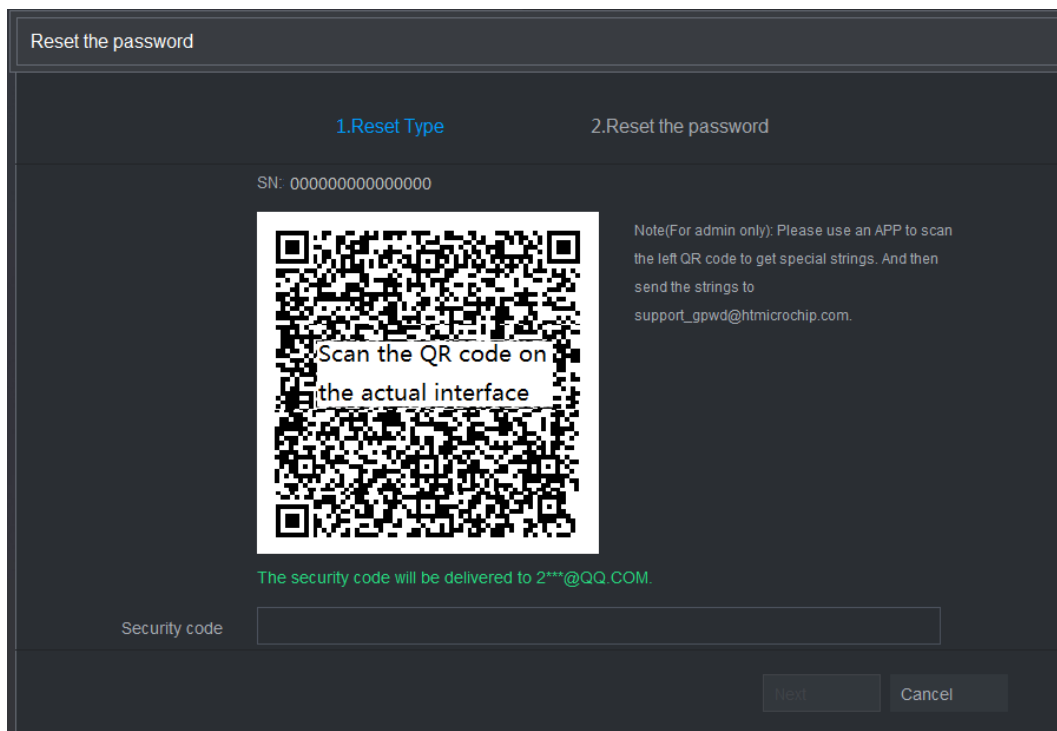 Reset the password
1.Reset Type
2.Reset the password
SN: 000000000000000
Note(For admin only): Please use an APP to scan
the left QR code to get special strings. And then
send the strings to
support_gpwd@htmicrochip.com.
Scan the QR code on
the actual interface
The security code will be delivered to 2***@QQ.COM.
Security code
Next
Cancel